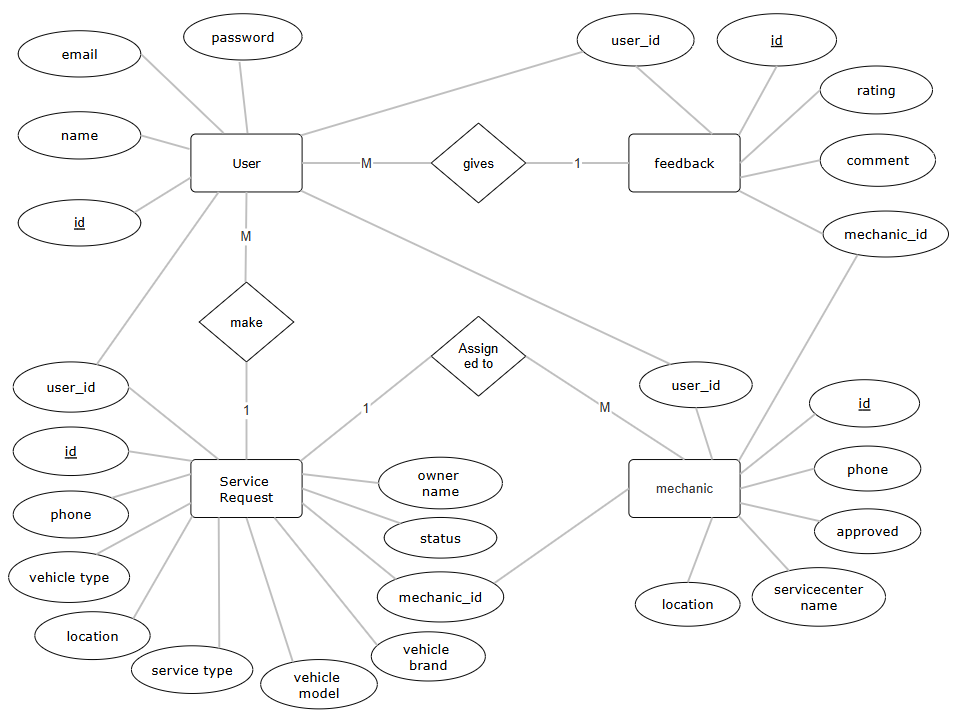 email
password
user_id
id
rating
name
User
M
gives
1
feedback
comment
id
mechanic_id
M
make
Assign
ed to
user_id
user_id
1
1
M
id
id
Service
Request
owner
name
mechanic
phone
phone
status
approved
vehicle type
mechanic_id
servicecenter
name
location
location
service type
vehicle
model
vehicle
brand